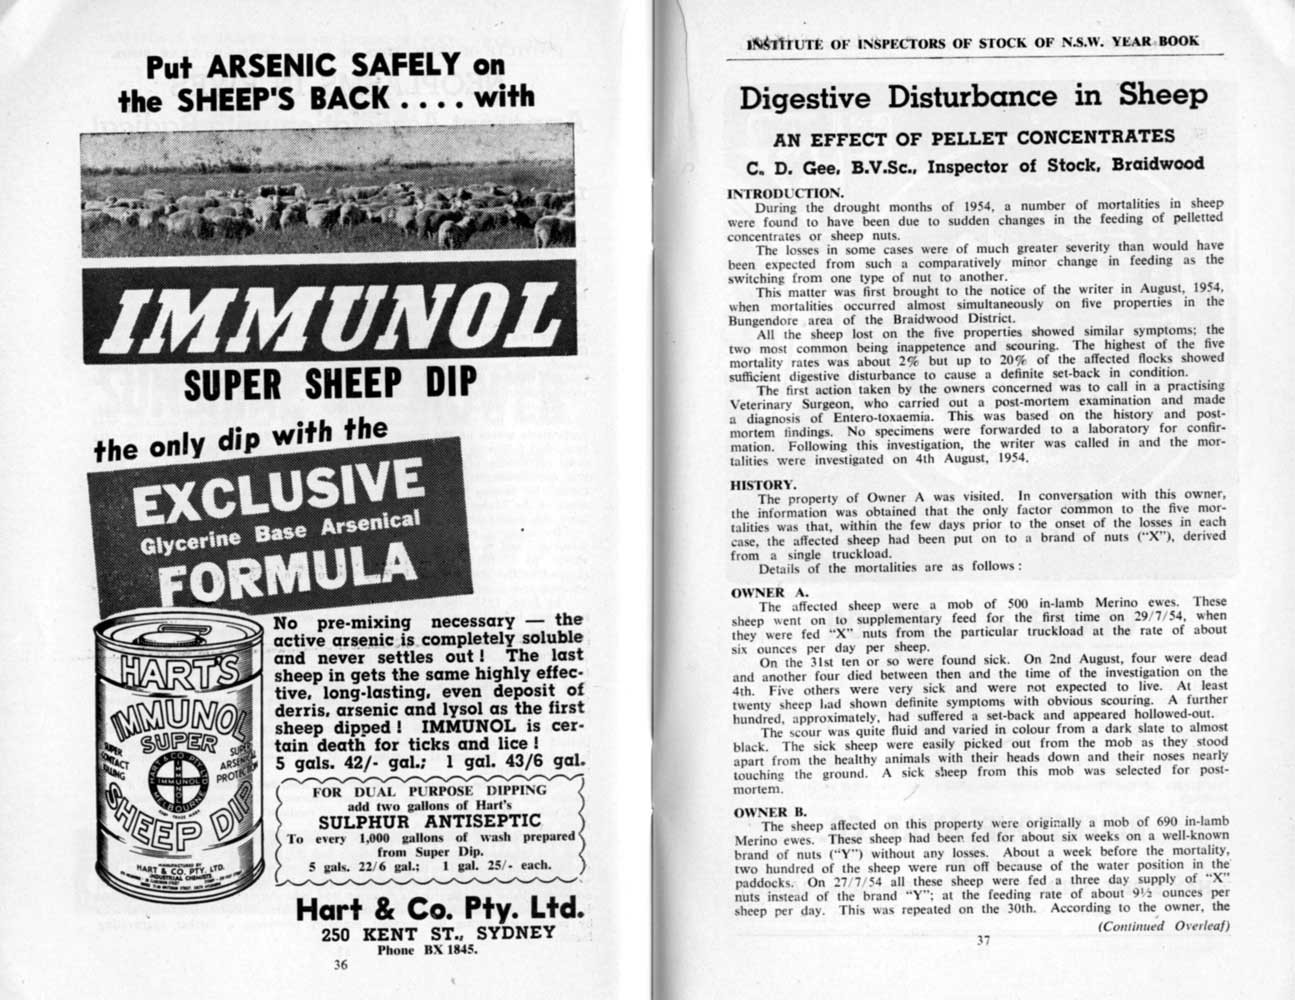 Put ARSENIC SAFELY on
the SHEEP'S BACK .... with
IMMUNOL
SUPER SHEEP DIP
the only dip with the
EXCLUSIVE
Glycerine Base Arsenical
FORMULA
HART'S
IMMUNOL
SUPER
SUPER
CONTACT
KILLING
SUPER
ARSENIC
PROTECTION
HART & CO PTY LTD
IMMUNOL
MELBOURNE
SHEEP DIP
MANUFACTURED BY
HART & CO. PTY. LTD.
INDUSTRIAL CHEMISTS
No pre-mixing necessary — the
active arsenic is completely soluble
and never settles out! The last
sheep in gets the same highly effec-
tive, long-lasting, even deposit of
derris, arsenic and lysol as the first
sheep dipped! IMMUNOL is cer-
tain death for ticks and lice!
5 gals. 42/- gal.; 1 gal. 43/6 gal.
FOR DUAL PURPOSE DIPPING
add two gallons of Hart's
SULPHUR ANTISEPTIC
To every 1,000 gallons of wash prepared
from Super Dip.
5 gals. 22/6 gal.; 1 gal. 25/- each.
Hart & Co. Pty. Ltd.
250 KENT ST., SYDNEY
Phone BX 1845.
36
INSTITUTE OF INSPECTORS OF STOCK OF N.S.W. YEAR BOOK
Digestive Disturbance in Sheep
AN EFFECT OF PELLET CONCENTRATES
C. D. Gee, B.V.Sc., Inspector of Stock, Braidwood
INTRODUCTION.
During the drought months of 1954, a number of mortalities in sheep
were found to have been due to sudden changes in the feeding of pelletted
concentrates or sheep nuts.
The losses in some cases were of much greater severity than would have
been expected from such a comparatively minor change in feeding as the
switching from one type of nut to another.
This matter was first brought to the notice of the writer in August, 1954,
when mortalities occurred almost simultaneously on five properties in the
Bungendore area of the Braidwood District.
All the sheep lost on the five properties showed similar symptoms; the
two most common being inappetence and scouring. The highest of the five
mortality rates was about 2% but up to 20% of the affected flocks showed
sufficient digestive disturbance to cause a definite set-back in condition.
The first action taken by the owners concerned was to call in a practising
Veterinary Surgeon, who carried out a post-mortem examination and made
a diagnosis of Entero-toxaemia. This was based on the history and post-
mortem findings. No specimens were forwarded to a laboratory for confir-
mation. Following this investigation, the writer was called in and the mor-
talities were investigated on 4th August, 1954.
HISTORY.
The property of Owner A was visited. In conversation with this owner,
the information was obtained that the only factor common to the five mor-
talities was that, within the few days prior to the onset of the losses in each
case, the affected sheep had been put on to a brand of nuts ("X"), derived
from a single truckload.
Details of the mortalities are as follows:
OWNER A.
The affected sheep were a mob of 500 in-lamb Merino ewes. These
sheep went on to supplementary feed for the first time on 29/7/54, when
they were fed "X" nuts from the particular truckload at the rate of about
six ounces per day per sheep.
On the 31st ten or so were found sick. On 2nd August, four were dead
and another four died between then and the time of the investigation on the
4th. Five others were very sick and were not expected to live. At least
twenty sheep had shown definite symptoms with obvious scouring. A further
hundred, approximately, had suffered a set-back and appeared hollowed-out.
The scour was quite fluid and varied in colour from a dark slate to almost
black. The sick sheep were easily picked out from the mob as they stood
apart from the healthy animals with their heads down and their noses nearly
touching the ground. A sick sheep from this mob was selected for post-
mortem.
OWNER B.
The sheep affected on this property were originally a mob of 690 in-lamb
Merino ewes. These sheep had been fed for about six weeks on a well-known
brand of nuts ("Y") without any losses. About a week before the mortality,
two hundred of the sheep were run off because of the water position in the
paddocks. On 27/7/54 all these sheep were fed a three day supply of "X"
nuts instead of the brand "Y"; at the feeding rate of about 9½ ounces per
sheep per day. This was repeated on the 30th. According to the owner, the
(Continued Overleaf)
37